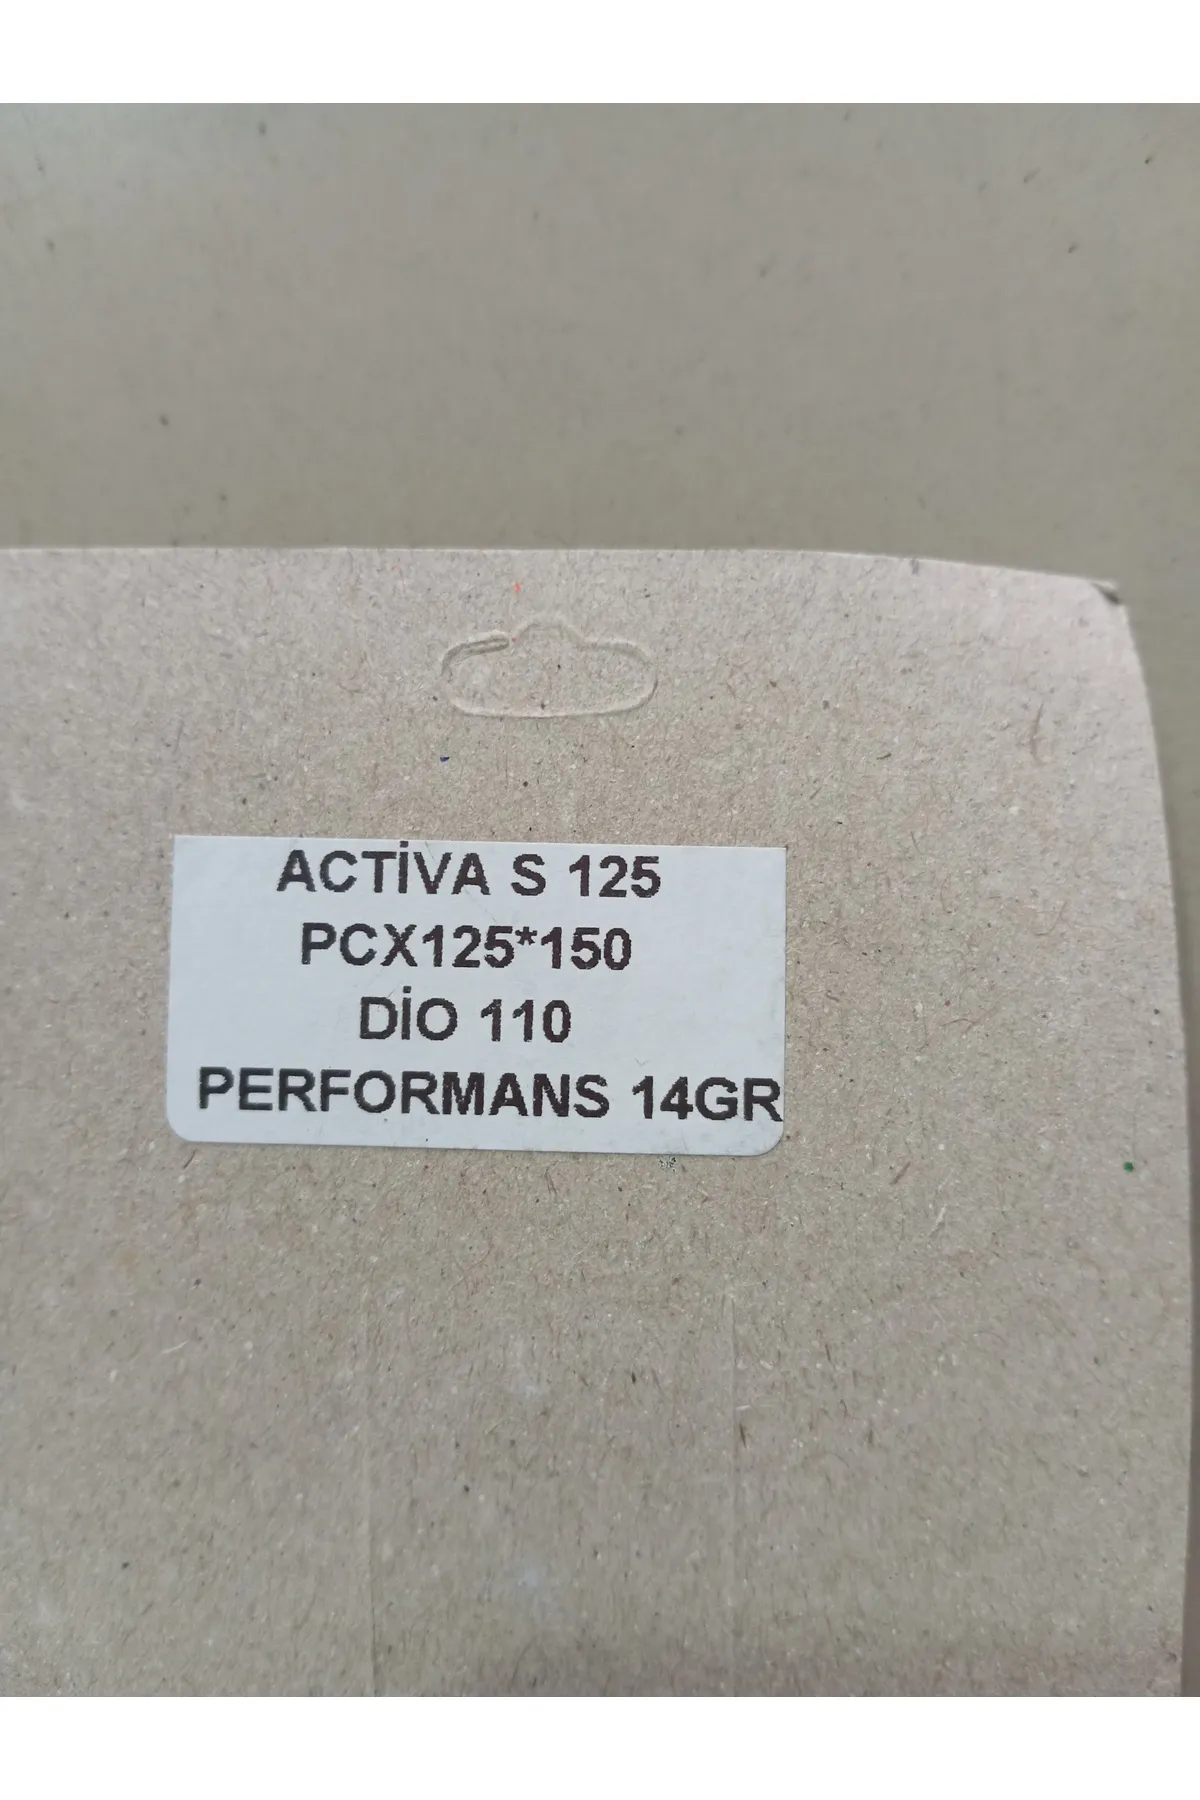 ACTİVA S 125
PCX125*150
DİO 110
PERFORMANS 14GR